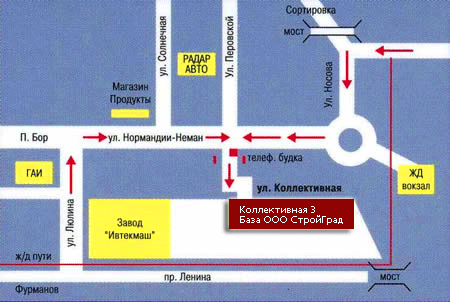 Сортировка
мост
ул. Солнечная
РАДАР
АВТО
ул. Перовской
Ул. Носова
Магазин
Продукты
П. Бор
ул. Нормандии-Неман
телеф. будка
ГАИ
ЖД
вокзал
ул. Коллективная
ул. Люлина
Коллективная 3
База ООО СтройГрад
Завод
"Ивтекмаш"
ж/д пути
пр. Ленина
мост
Фурманов